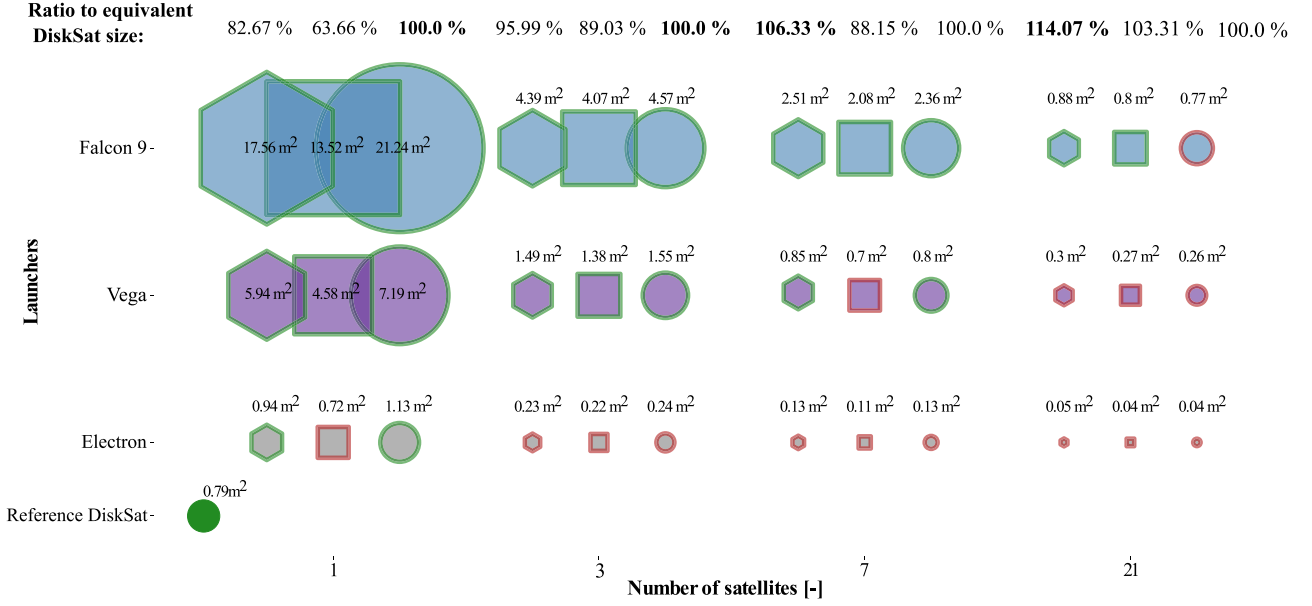 Ratio to equivalent
DiskSat size:
82.67 % 63.66 % 100.0 % 95.99 % 89.03 % 100.0 % 106.33 % 88.15 % 100.0 % 114.07 % 103.31 % 100.0 %
4.39 m² 4.07 m² 4.57 m² 2.51 m² 2.08 m² 2.36 m² 0.88 m² 0.8 m² 0.77 m²
Falcon 9
17.56 m² 13.52 m² 21.24 m²
Launchers
1.49 m² 1.38 m² 1.55 m² 0.85 m² 0.7 m² 0.8 m² 0.3 m² 0.27 m² 0.26 m²
Vega
5.94 m² 4.58 m² 7.19 m²
0.94 m² 0.72 m² 1.13 m² 0.23 m² 0.22 m² 0.24 m² 0.13 m² 0.11 m² 0.13 m² 0.05 m² 0.04 m² 0.04 m²
Electron
0.79m²
Reference DiskSat
1 3 7 21
Number of satellites [-]